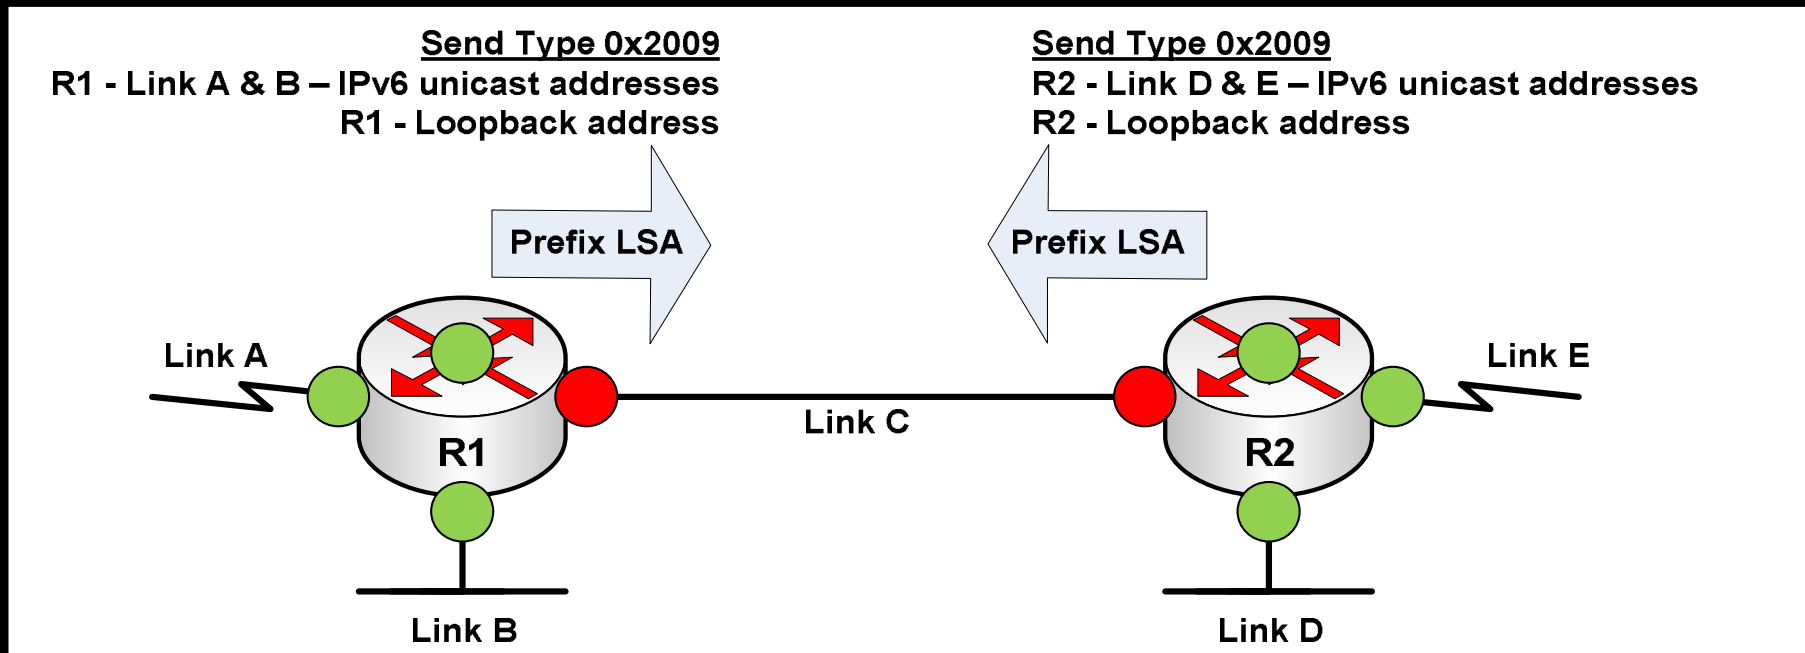 Send Type 0x2009
R1 - Link A & B – IPv6 unicast addresses
R1 - Loopback address
Send Type 0x2009
R2 - Link D & E – IPv6 unicast addresses
R2 - Loopback address
Prefix LSA
Prefix LSA
Link A
Link E
Link C
R1
R2
Link B
Link D